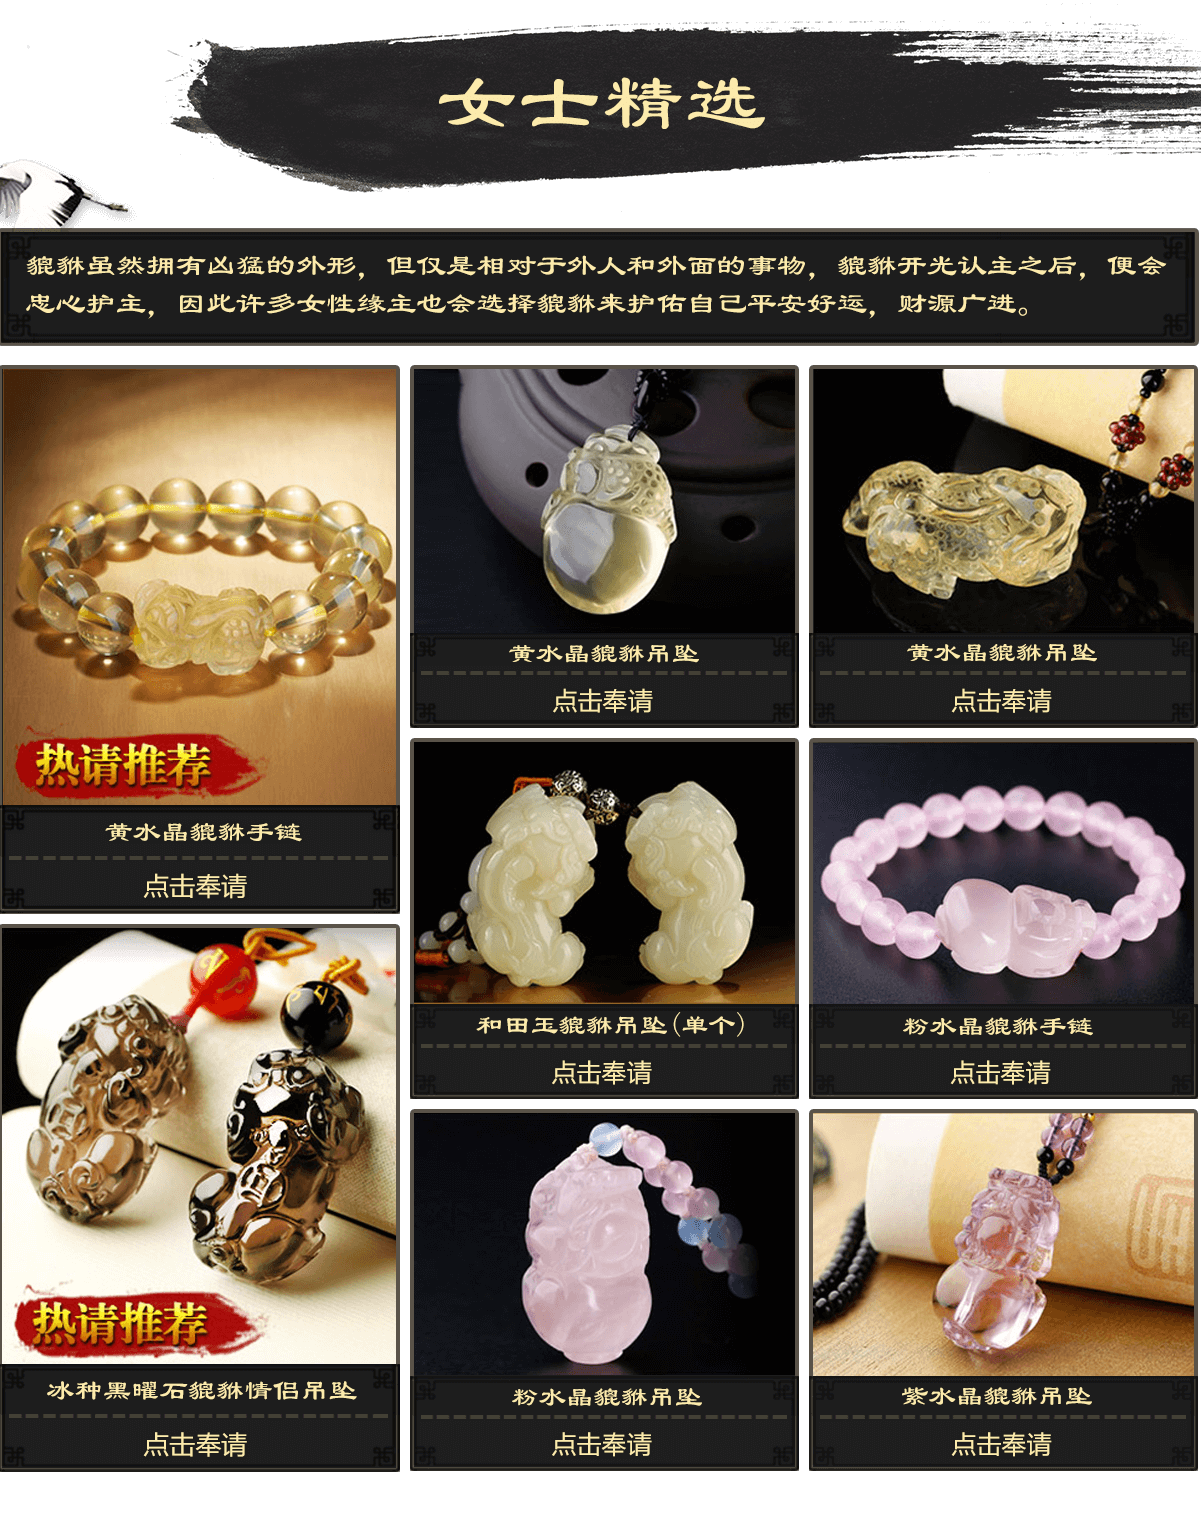 女士精选
貔貅虽然拥有凶猛的外形，但仅是相对于外人和外面的事物，貔貅开光认主之后，便会
忠心护主，因此许多女性缘主也会选择貔貅来护佑自己平安好运，财源广进。
热请推荐
黄水晶貔貅手链
点击奉请
黄水晶貔貅吊坠
点击奉请
黄水晶貔貅吊坠
点击奉请
和田玉貔貅吊坠(单个)
点击奉请
粉水晶貔貅手链
点击奉请
热请推荐
冰种黑曜石貔貅情侣吊坠
点击奉请
粉水晶貔貅吊坠
点击奉请
紫水晶貔貅吊坠
点击奉请